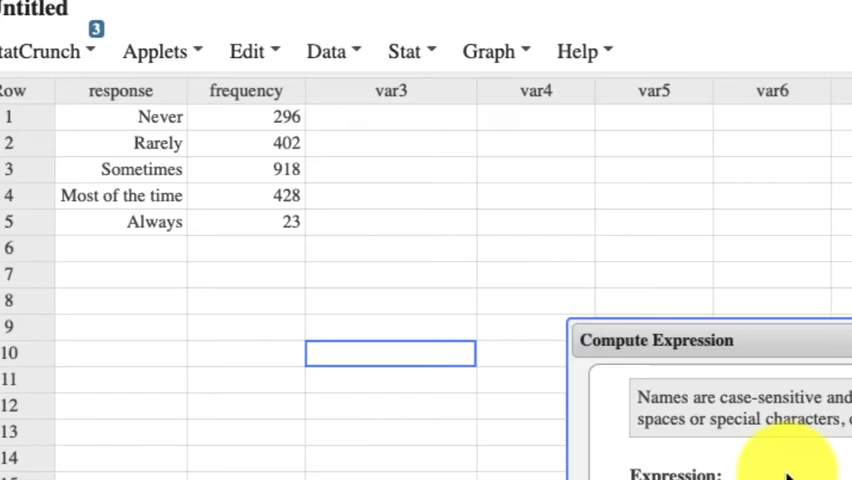 Untitled
3
StatCrunch Applets Edit Data Stat Graph Help
Row response frequency var3 var4 var5 var6
1 Never 296
2 Rarely 402
3 Sometimes 918
4 Most of the time 428
5 Always 23
6
7
8
9
10
11
12
13
14
Compute Expression
Names are case-sensitive and
spaces or special characters,
Expression: